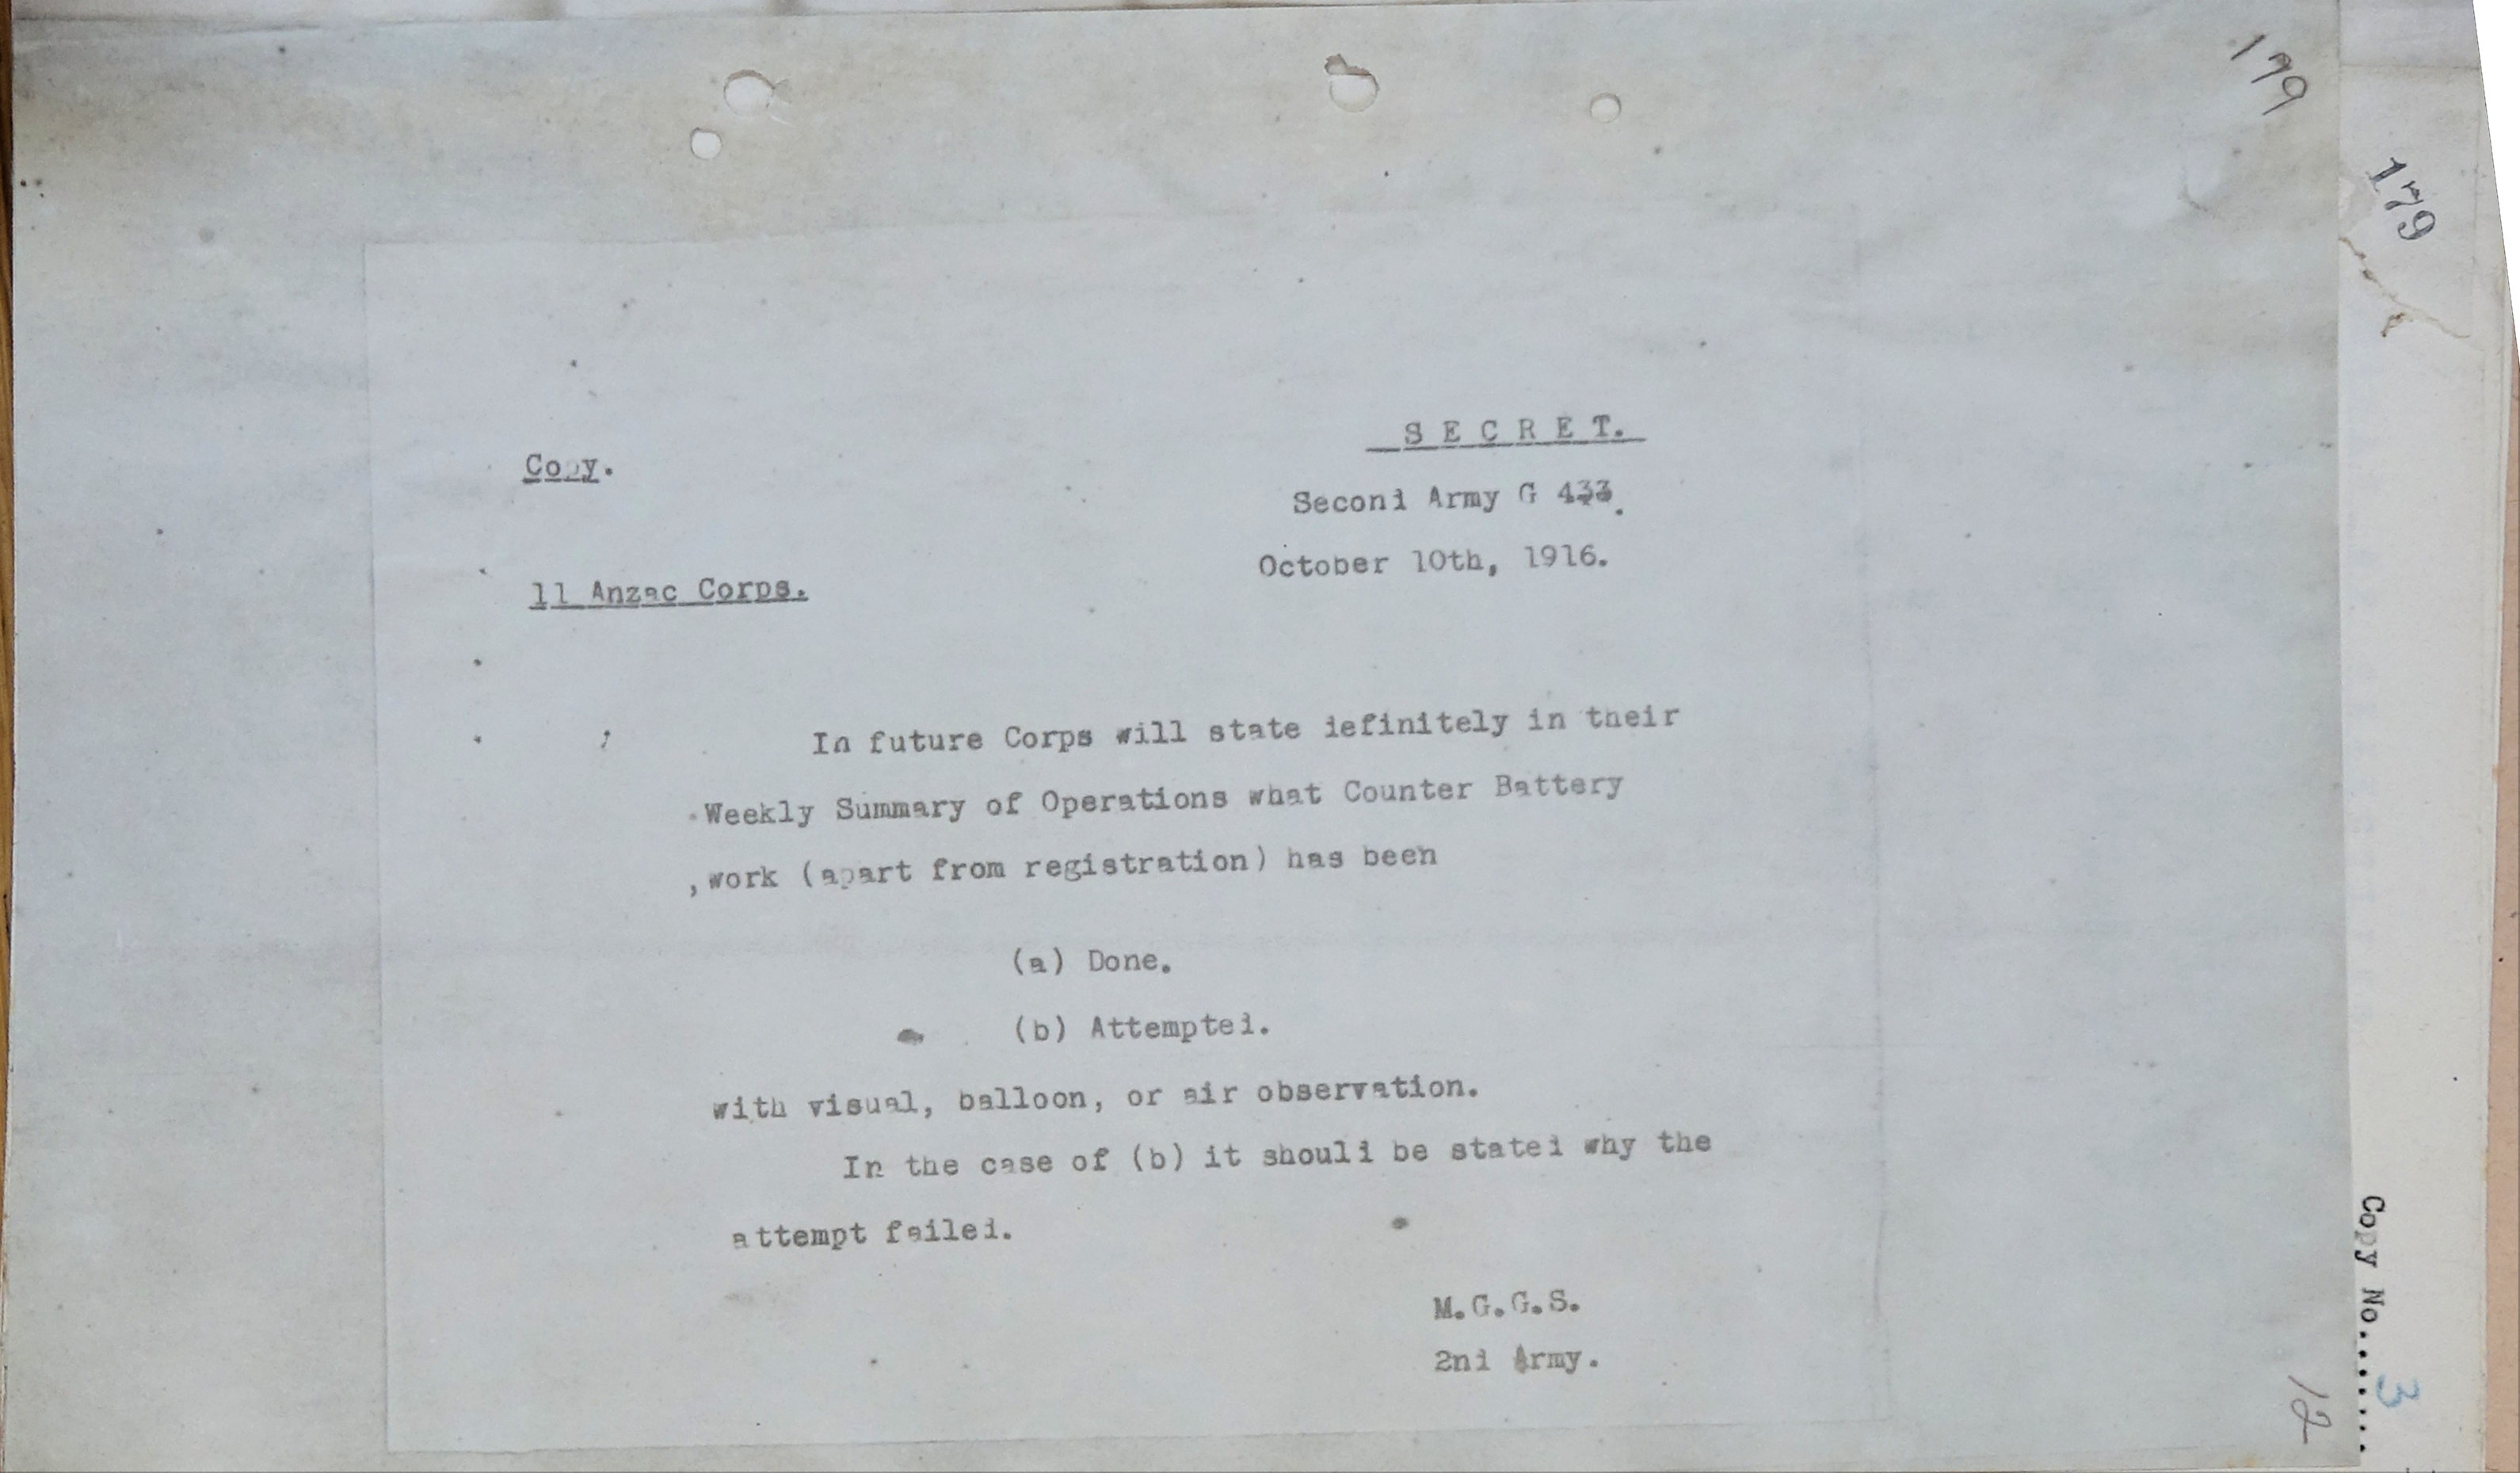 179
179
SECRET.
Copy.
Second Army G 433.
October 10th, 1916.
11 Anzac Corps.
In future Corps will state definitely in their
Weekly Summary of Operations what Counter Battery
work (apart from registration) has been
(a) Done.
(b) Attempted.
with visual, balloon, or air observation.
In the case of (b) it should be stated why the
attempt failed.
M.G.G.S.
2nd Army.
Copy No....... 3
12